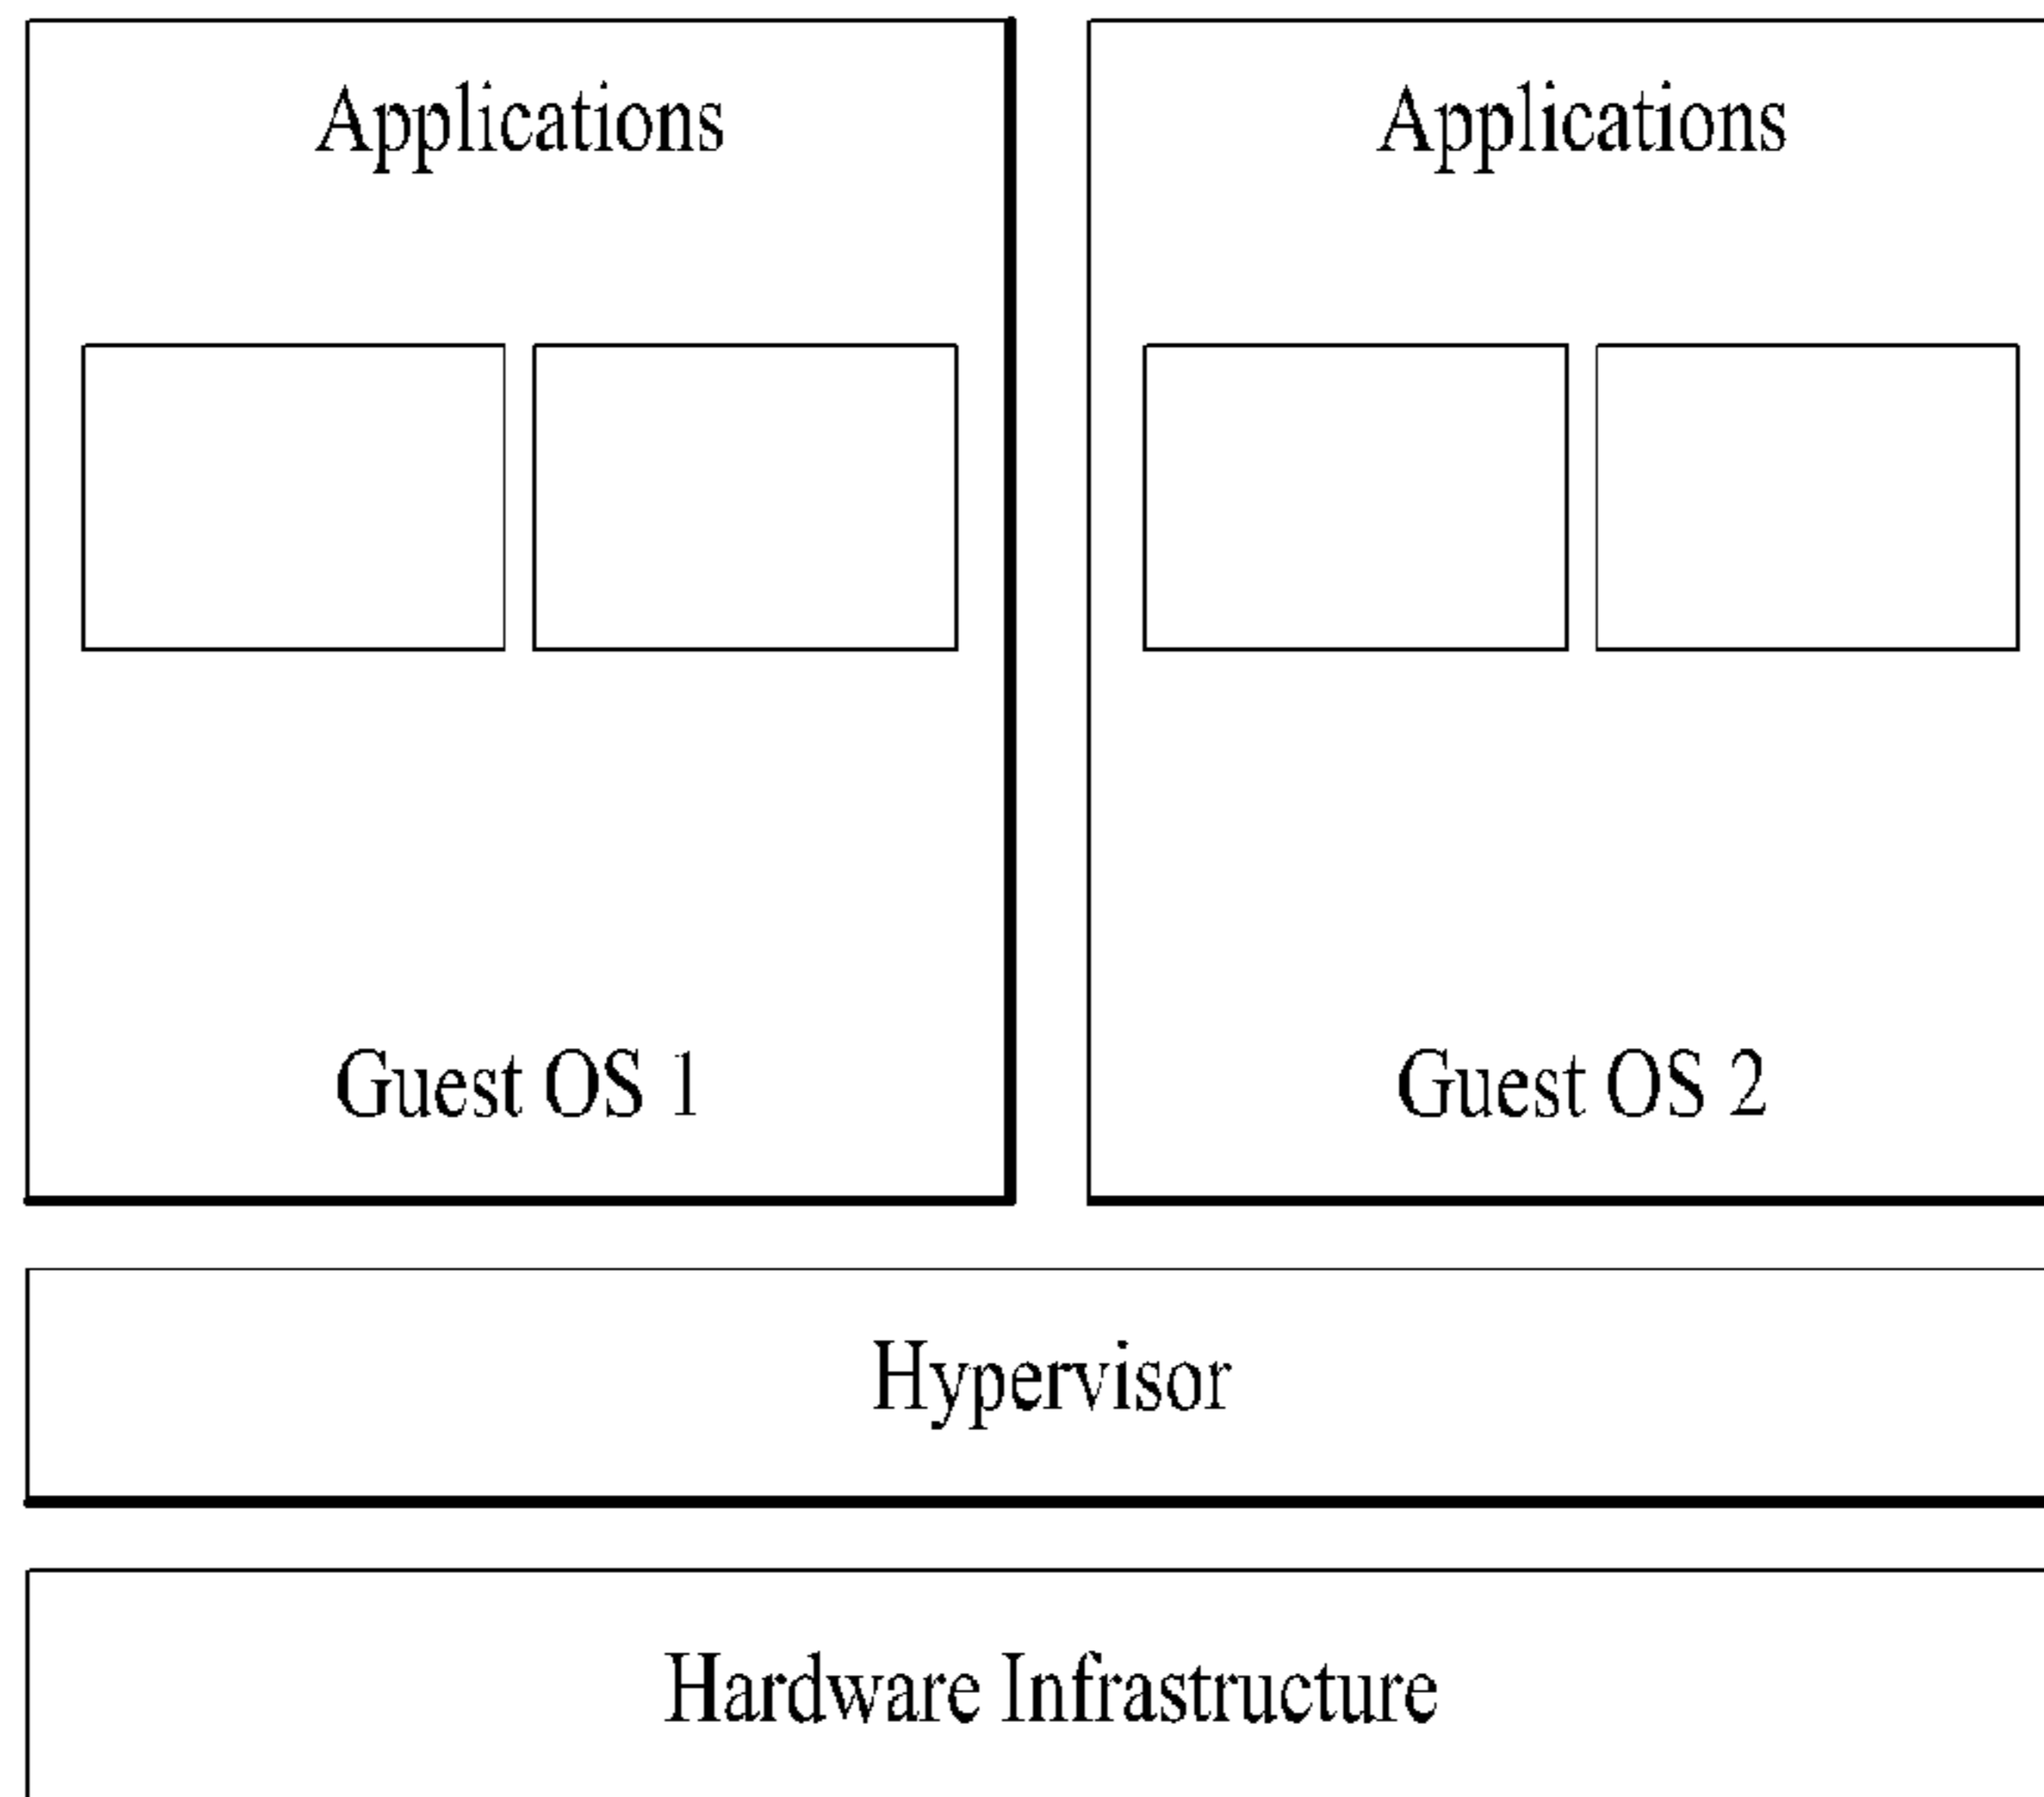 Applications
Applications
Guest OS 1
Guest OS 2
Hypervisor
Hardware Infrastructure